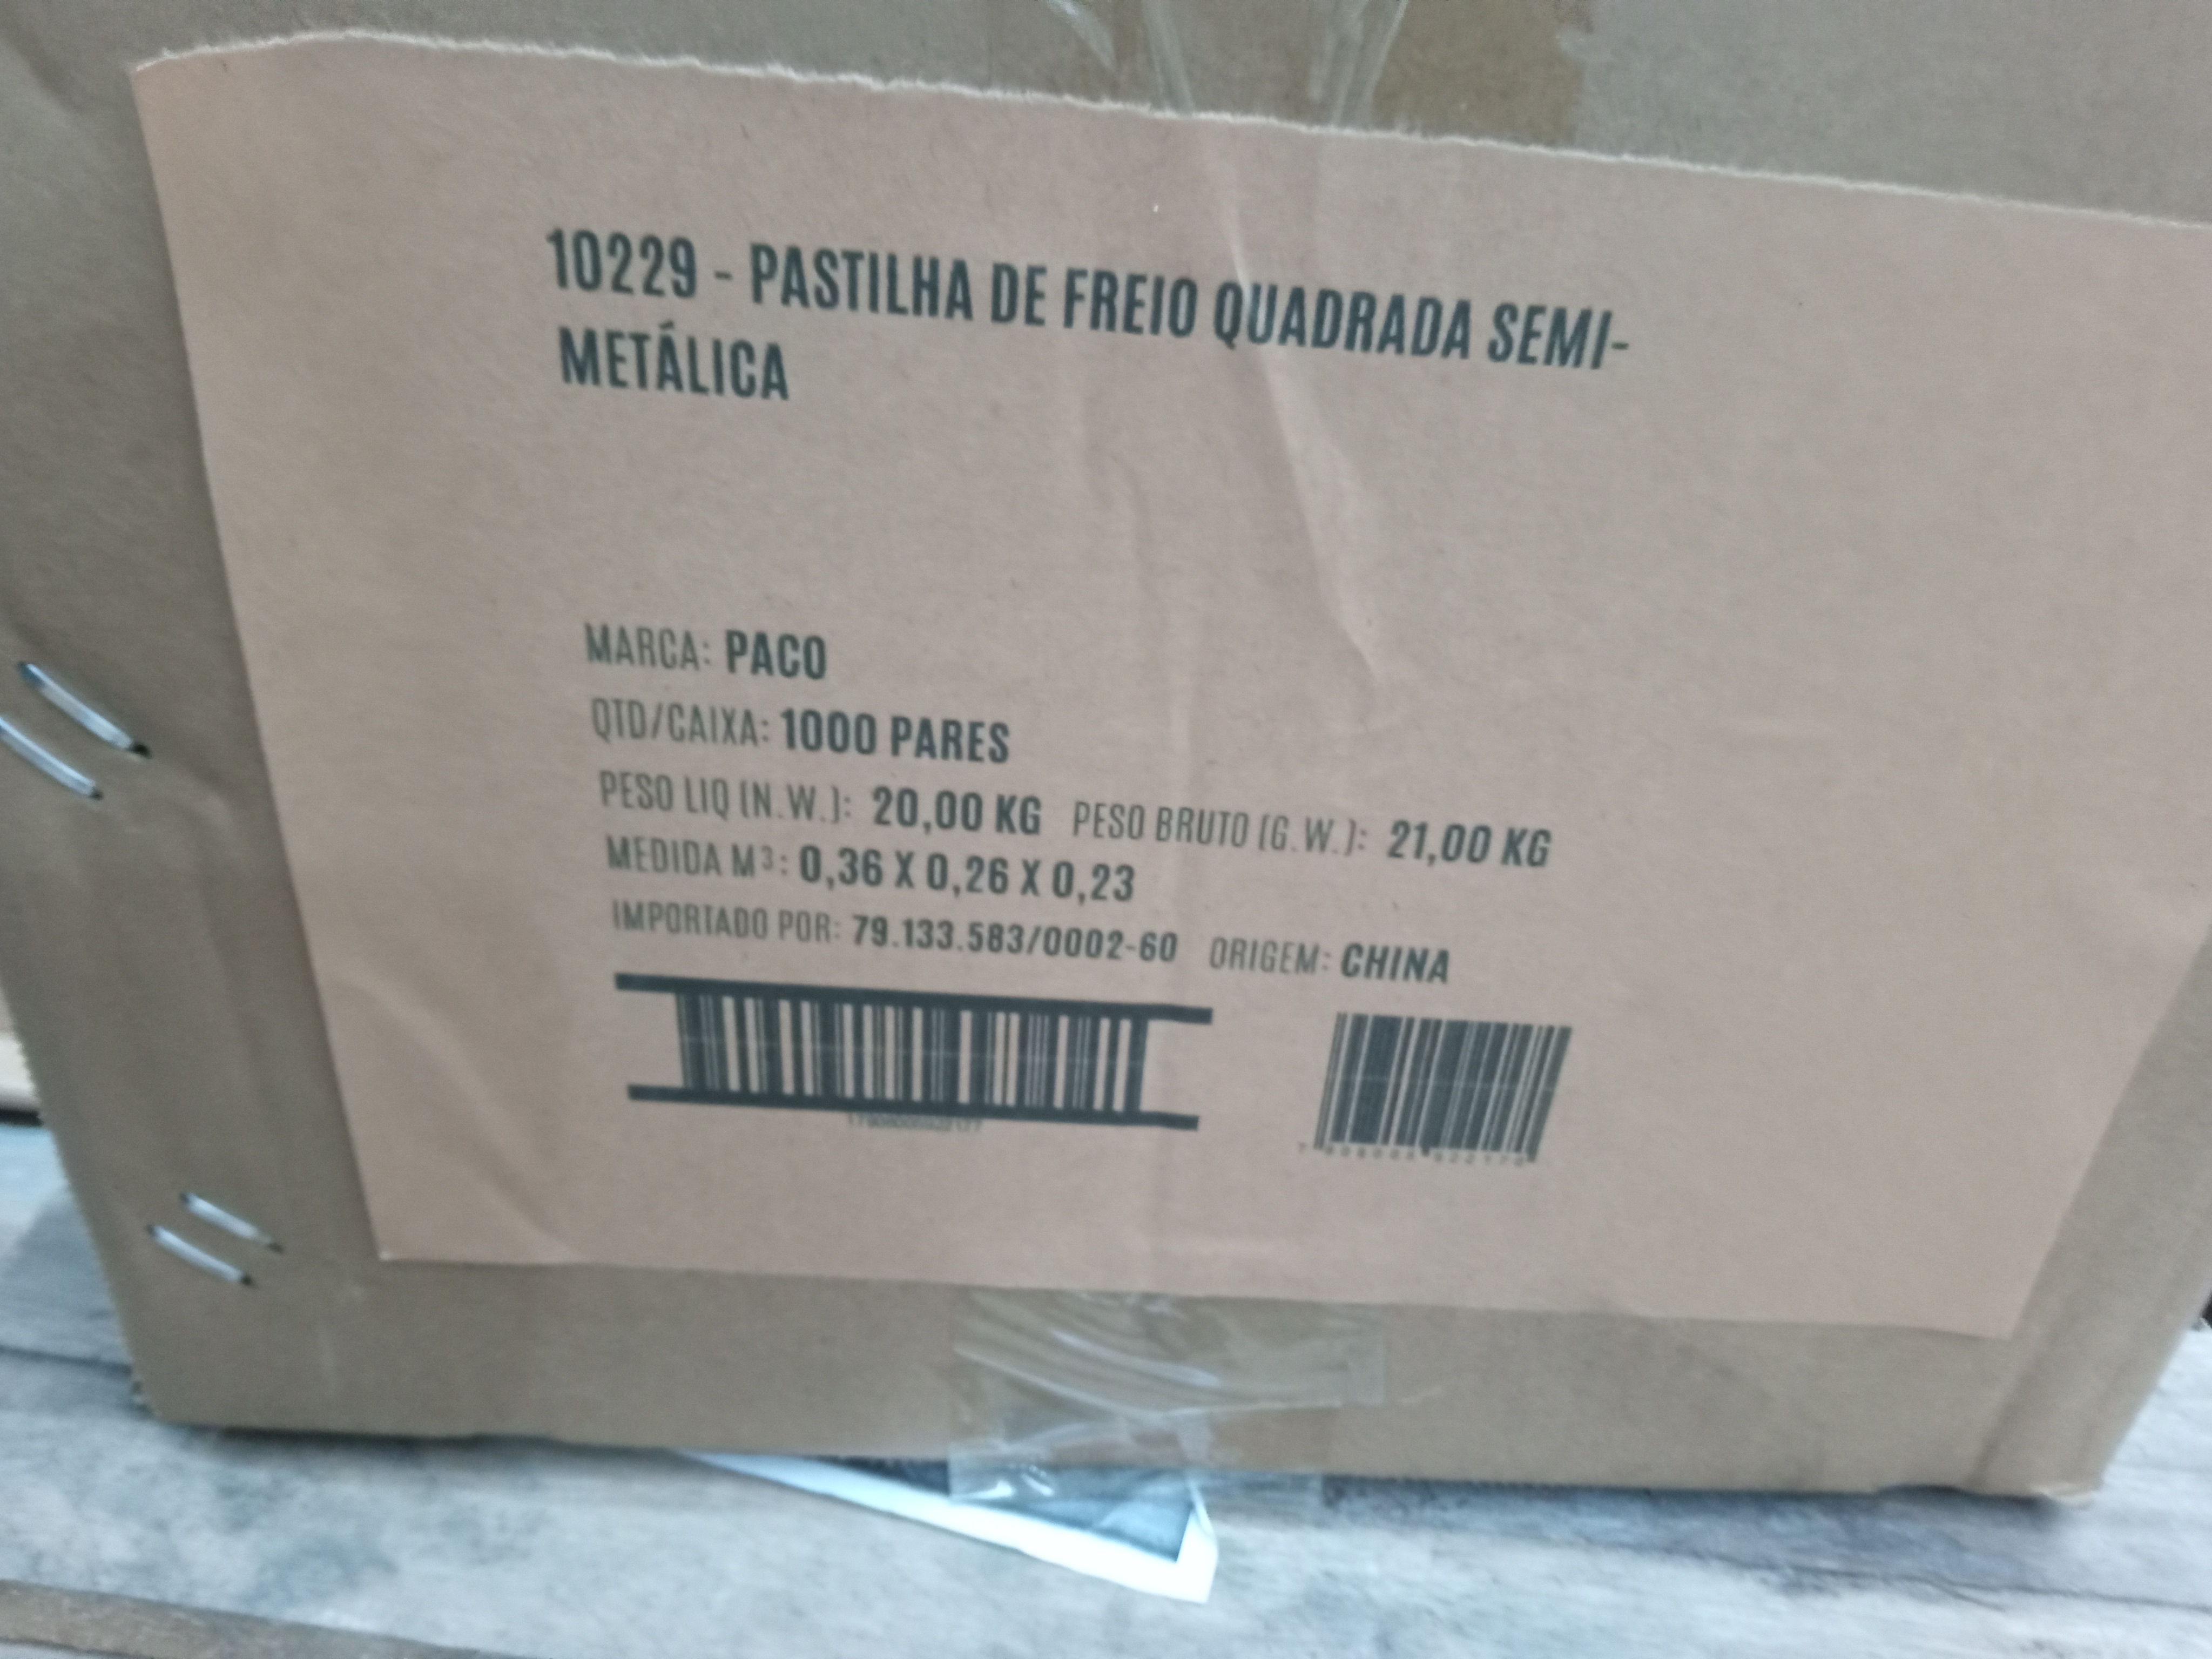 10229 - PASTILHA DE FREIO QUADRADA SEMI-
METÁLICA
MARCA: PACO
QTD/CAIXA: 1000 PARES
PESO LIQ (N.W.): 20,00 KG PESO BRUTO (G.W.): 21,00 KG
MEDIDA M³: 0,36 X 0,26 X 0,23
IMPORTADO POR: 79.133.583/0002-60 ORIGEM: CHINA